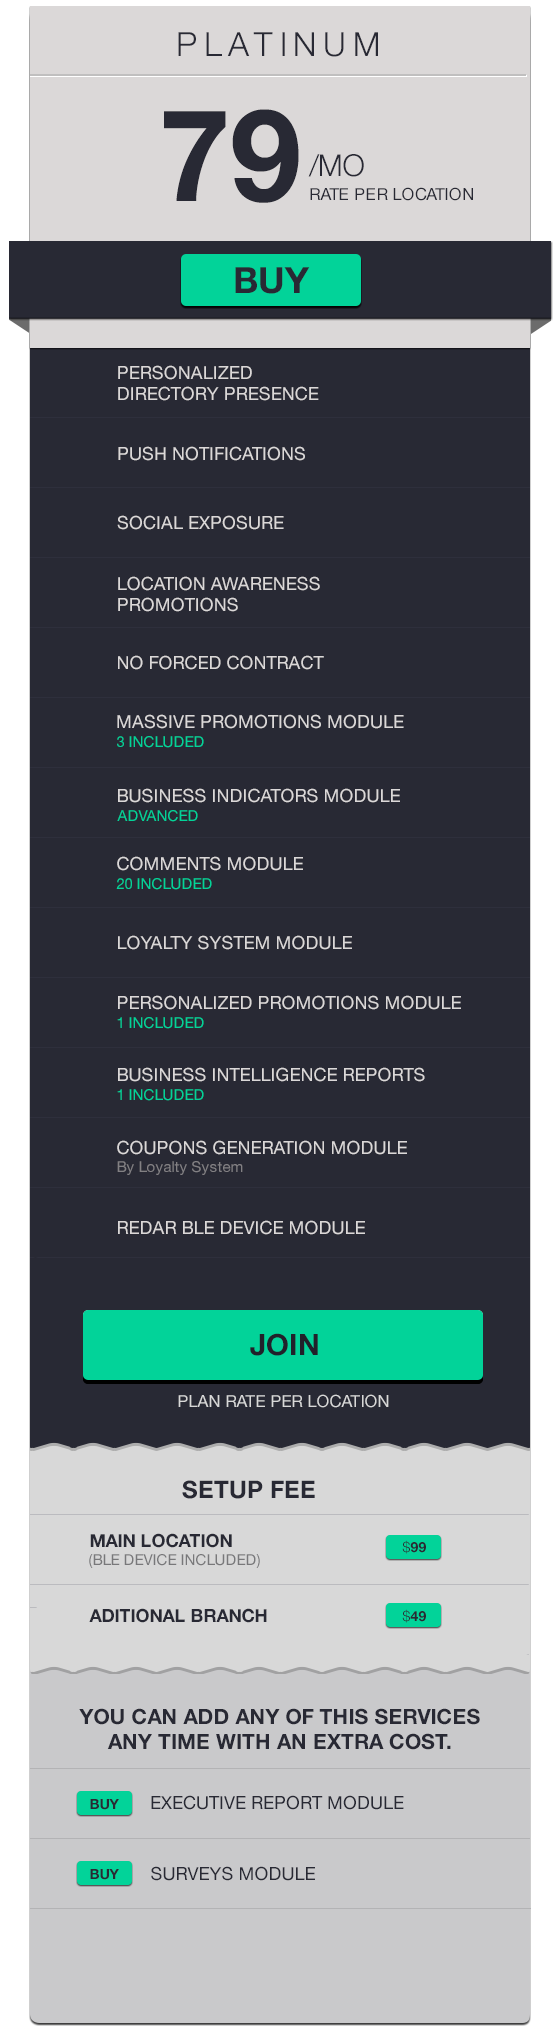 PLATINUM
79
/MO
RATE PER LOCATION
BUY
PERSONALIZED
DIRECTORY PRESENCE
PUSH NOTIFICATIONS
SOCIAL EXPOSURE
LOCATION AWARENESS
PROMOTIONS
NO FORCED CONTRACT
MASSIVE PROMOTIONS MODULE
3 INCLUDED
BUSINESS INDICATORS MODULE
ADVANCED
COMMENTS MODULE
20 INCLUDED
LOYALTY SYSTEM MODULE
PERSONALIZED PROMOTIONS MODULE
1 INCLUDED
BUSINESS INTELLIGENCE REPORTS
1 INCLUDED
COUPONS GENERATION MODULE
By Loyalty System
REDAR BLE DEVICE MODULE
JOIN
PLAN RATE PER LOCATION
SETUP FEE
MAIN LOCATION $99
(BLE DEVICE INCLUDED)
ADITIONAL BRANCH $49
YOU CAN ADD ANY OF THIS SERVICES
ANY TIME WITH AN EXTRA COST.
BUY EXECUTIVE REPORT MODULE
BUY SURVEYS MODULE